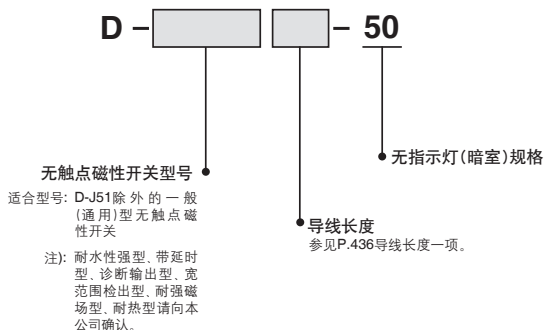 D – – 50
无指示灯(暗室)规格
无触点磁性开关型号
适合型号: D-J51除外的一般
(通用)型无触点磁
性开关
注): 耐水性强型、带延时
型、诊断输出型、宽
范围检出型、耐强磁
场型、耐热型请向本
公司确认。
导线长度
参见P.436导线长度一项。